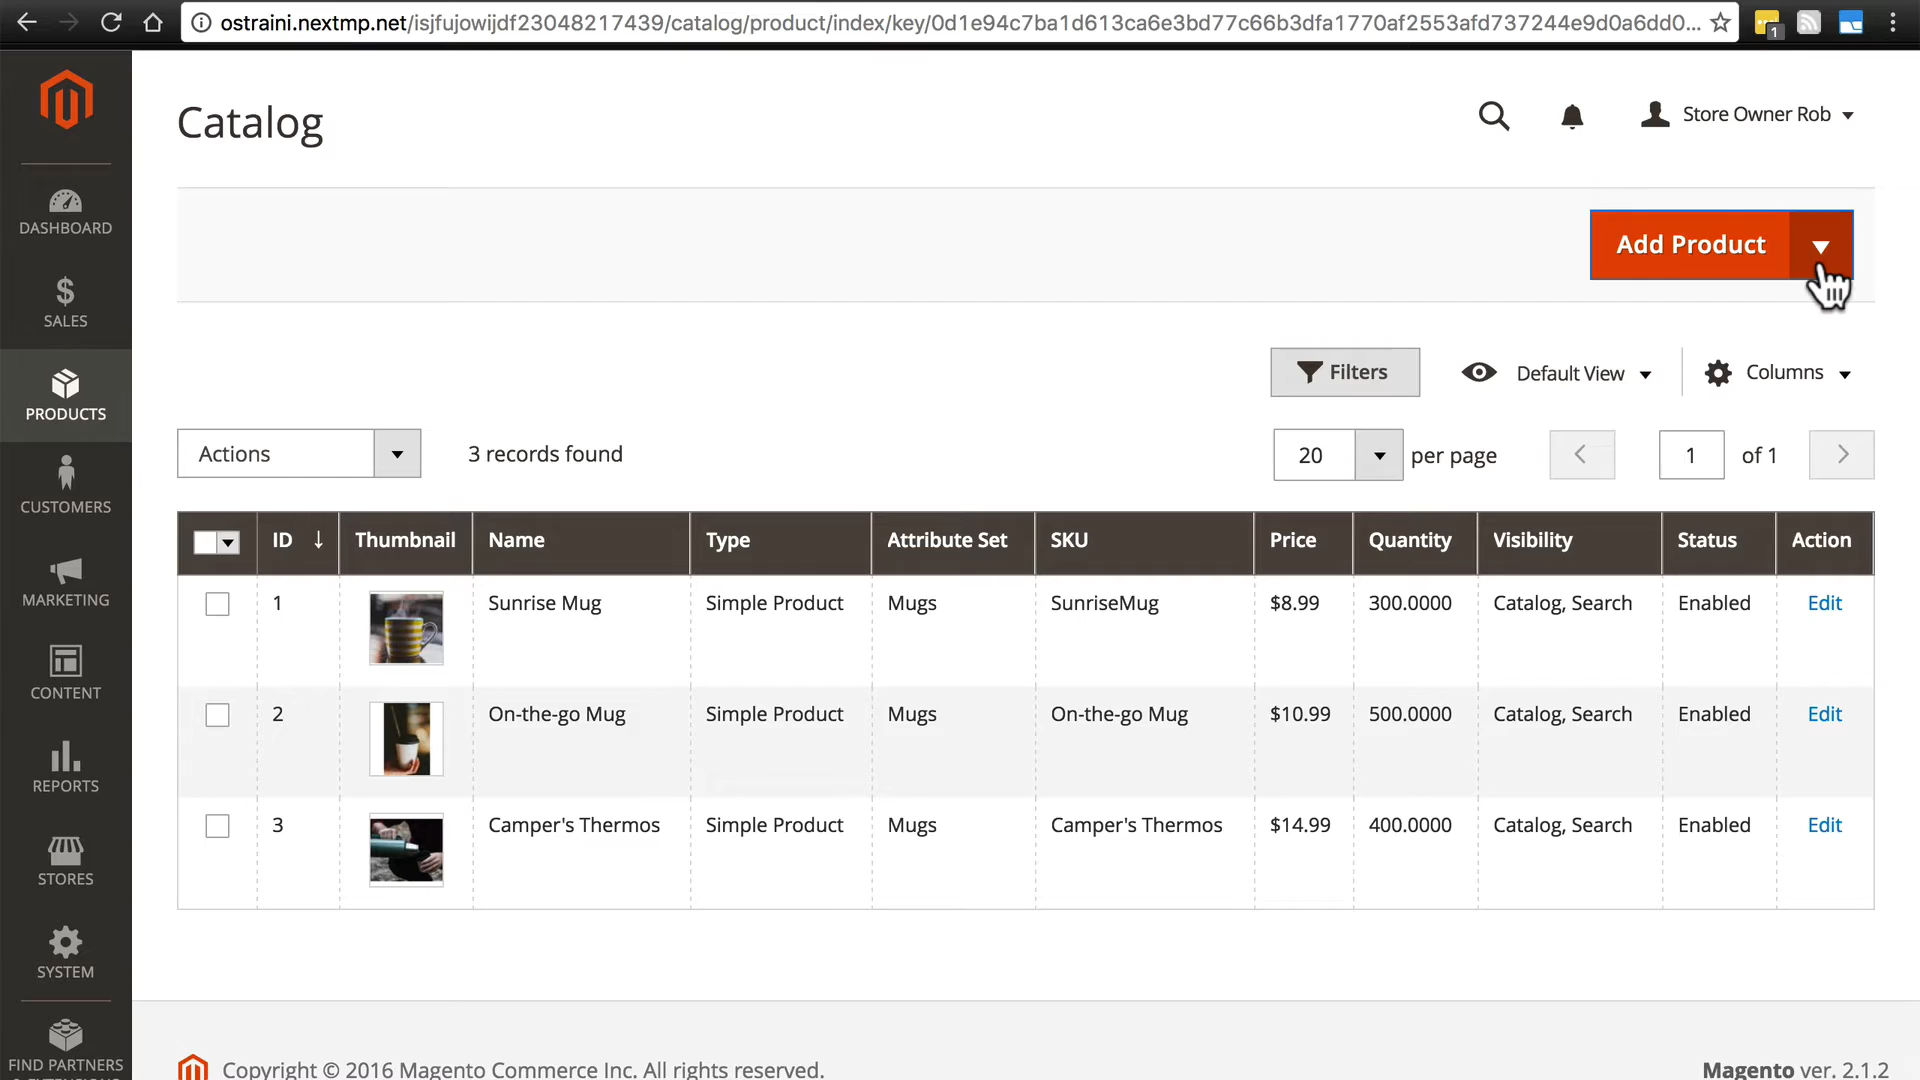 ostraini.nextmp.net/isjfujowijdf23048217439/catalog/product/index/key/0d1e94c7ba1d613ca6e3bd77c66b3dfa1770af2553afd737244e9d0a6dd0...
1
Catalog
Store Owner Rob
DASHBOARD
SALES
PRODUCTS
CUSTOMERS
MARKETING
CONTENT
REPORTS
STORES
SYSTEM
FIND PARTNERS
Add Product
Filters
Default View
Columns
Actions
3 records found
20 per page
1 of 1
ID Thumbnail Name Type Attribute Set SKU Price Quantity Visibility Status Action
1 Sunrise Mug Simple Product Mugs SunriseMug $8.99 300.0000 Catalog, Search Enabled Edit
2 On-the-go Mug Simple Product Mugs On-the-go Mug $10.99 500.0000 Catalog, Search Enabled Edit
3 Camper's Thermos Simple Product Mugs Camper's Thermos $14.99 400.0000 Catalog, Search Enabled Edit
Copyright © 2016 Magento Commerce Inc. All rights reserved.
Magento ver. 2.1.2